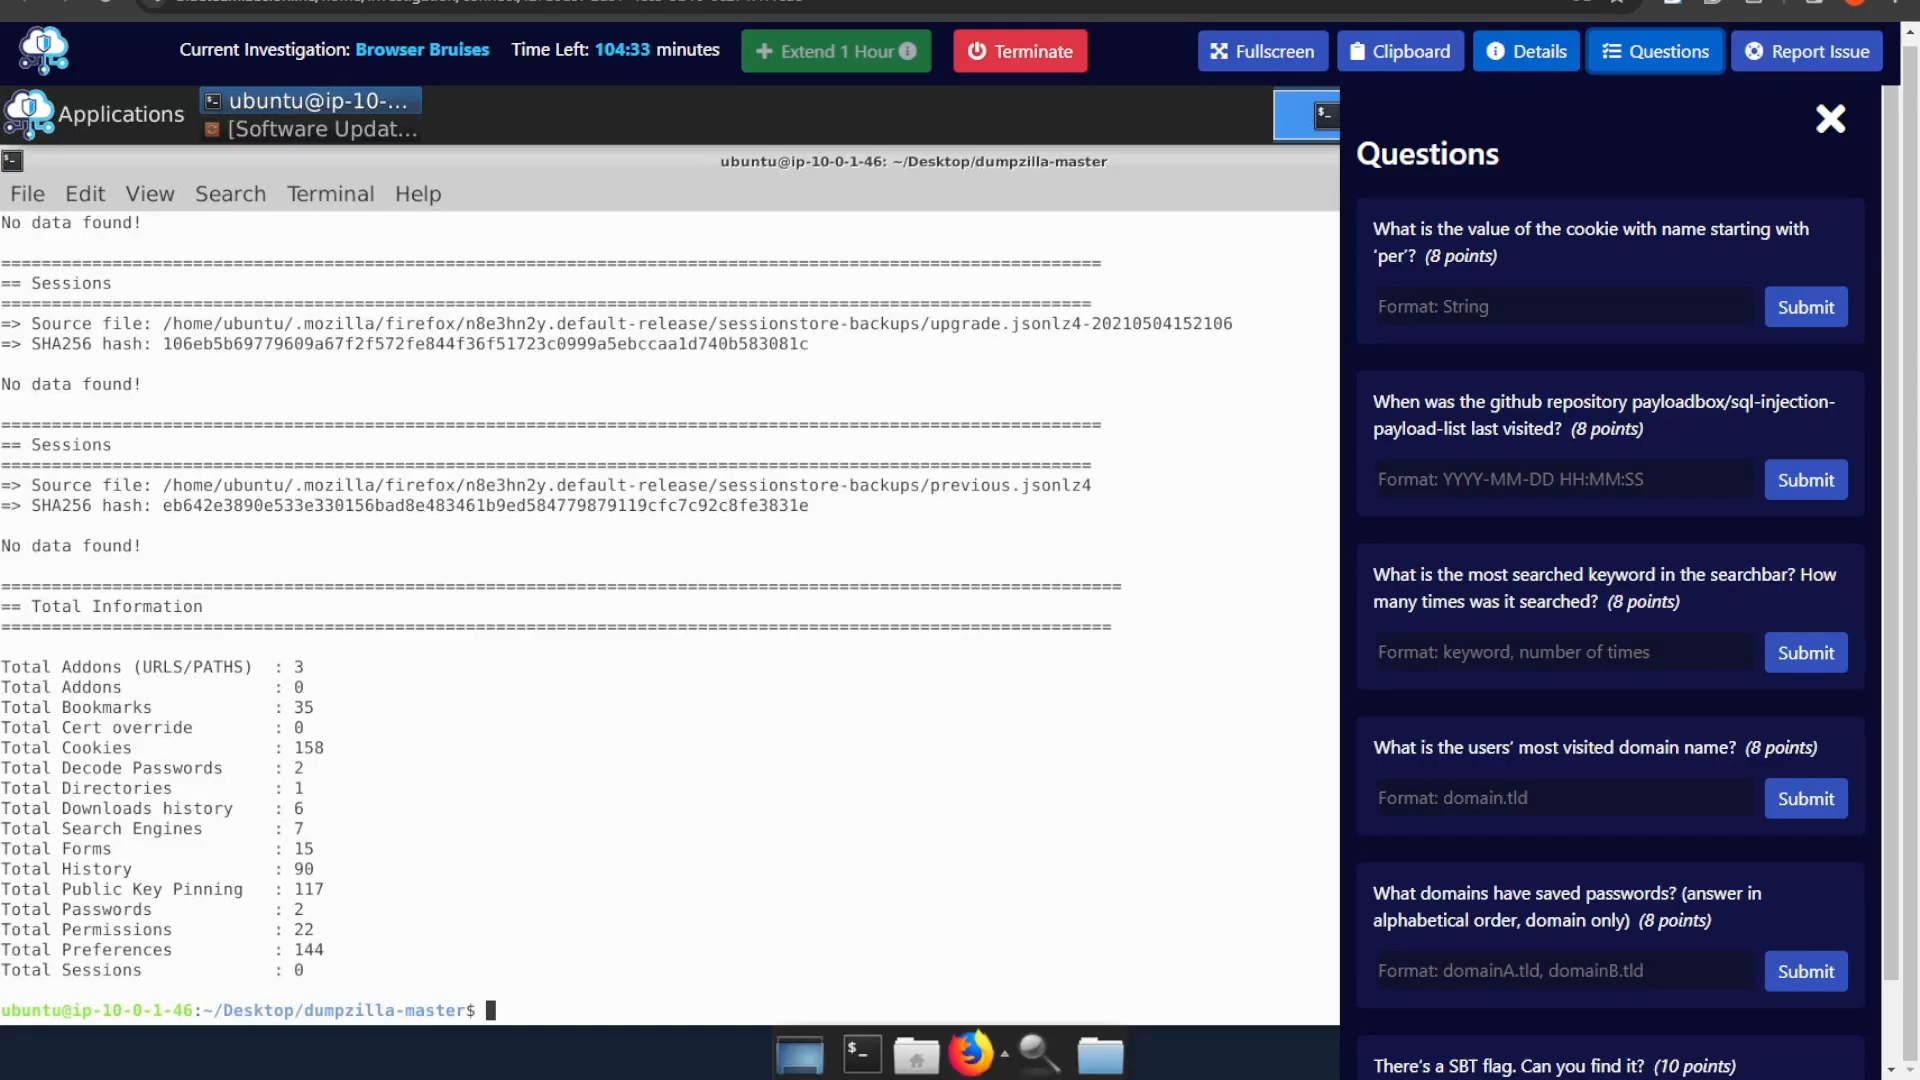 Current Investigation: Browser Bruises
Time Left: 104:33 minutes
Extend 1 Hour
Terminate
Fullscreen
Clipboard
Details
Questions
Report Issue
Applications
ubuntu@ip-10-...
[Software Updat...
ubuntu@ip-10-0-1-46: ~/Desktop/dumpzilla-master
File Edit View Search Terminal Help
No data found!
== Sessions
=> Source file: /home/ubuntu/.mozilla/firefox/n8e3hn2y.default-release/sessionstore-backups/upgrade.jsonlz4-20210504152106
=> SHA256 hash: 106eb5b69779609a67f2f572fe844f36f51723c0999a5ebccaa1d740b583081c
No data found!
== Sessions
=> Source file: /home/ubuntu/.mozilla/firefox/n8e3hn2y.default-release/sessionstore-backups/previous.jsonlz4
=> SHA256 hash: eb642e3890e533e330156bad8e483461b9ed584779879119cfc7c92c8fe3831e
No data found!
== Total Information
Total Addons (URLS/PATHS) : 3
Total Addons : 0
Total Bookmarks : 35
Total Cert override : 0
Total Cookies : 158
Total Decode Passwords : 2
Total Directories : 1
Total Downloads history : 6
Total Search Engines : 7
Total Forms : 15
Total History : 90
Total Public Key Pinning : 117
Total Passwords : 2
Total Permissions : 22
Total Preferences : 144
Total Sessions : 0
ubuntu@ip-10-0-1-46:~/Desktop/dumpzilla-master$
Questions
What is the value of the cookie with name starting with
‘per’? (8 points)
Format: String
Submit
When was the github repository payloadbox/sql-injection-
payload-list last visited? (8 points)
Format: YYYY-MM-DD HH:MM:SS
Submit
What is the most searched keyword in the searchbar? How
many times was it searched? (8 points)
Format: keyword, number of times
Submit
What is the users’ most visited domain name? (8 points)
Format: domain.tld
Submit
What domains have saved passwords? (answer in
alphabetical order, domain only) (8 points)
Format: domainA.tld, domainB.tld
Submit
There’s a SBT flag. Can you find it? (10 points)